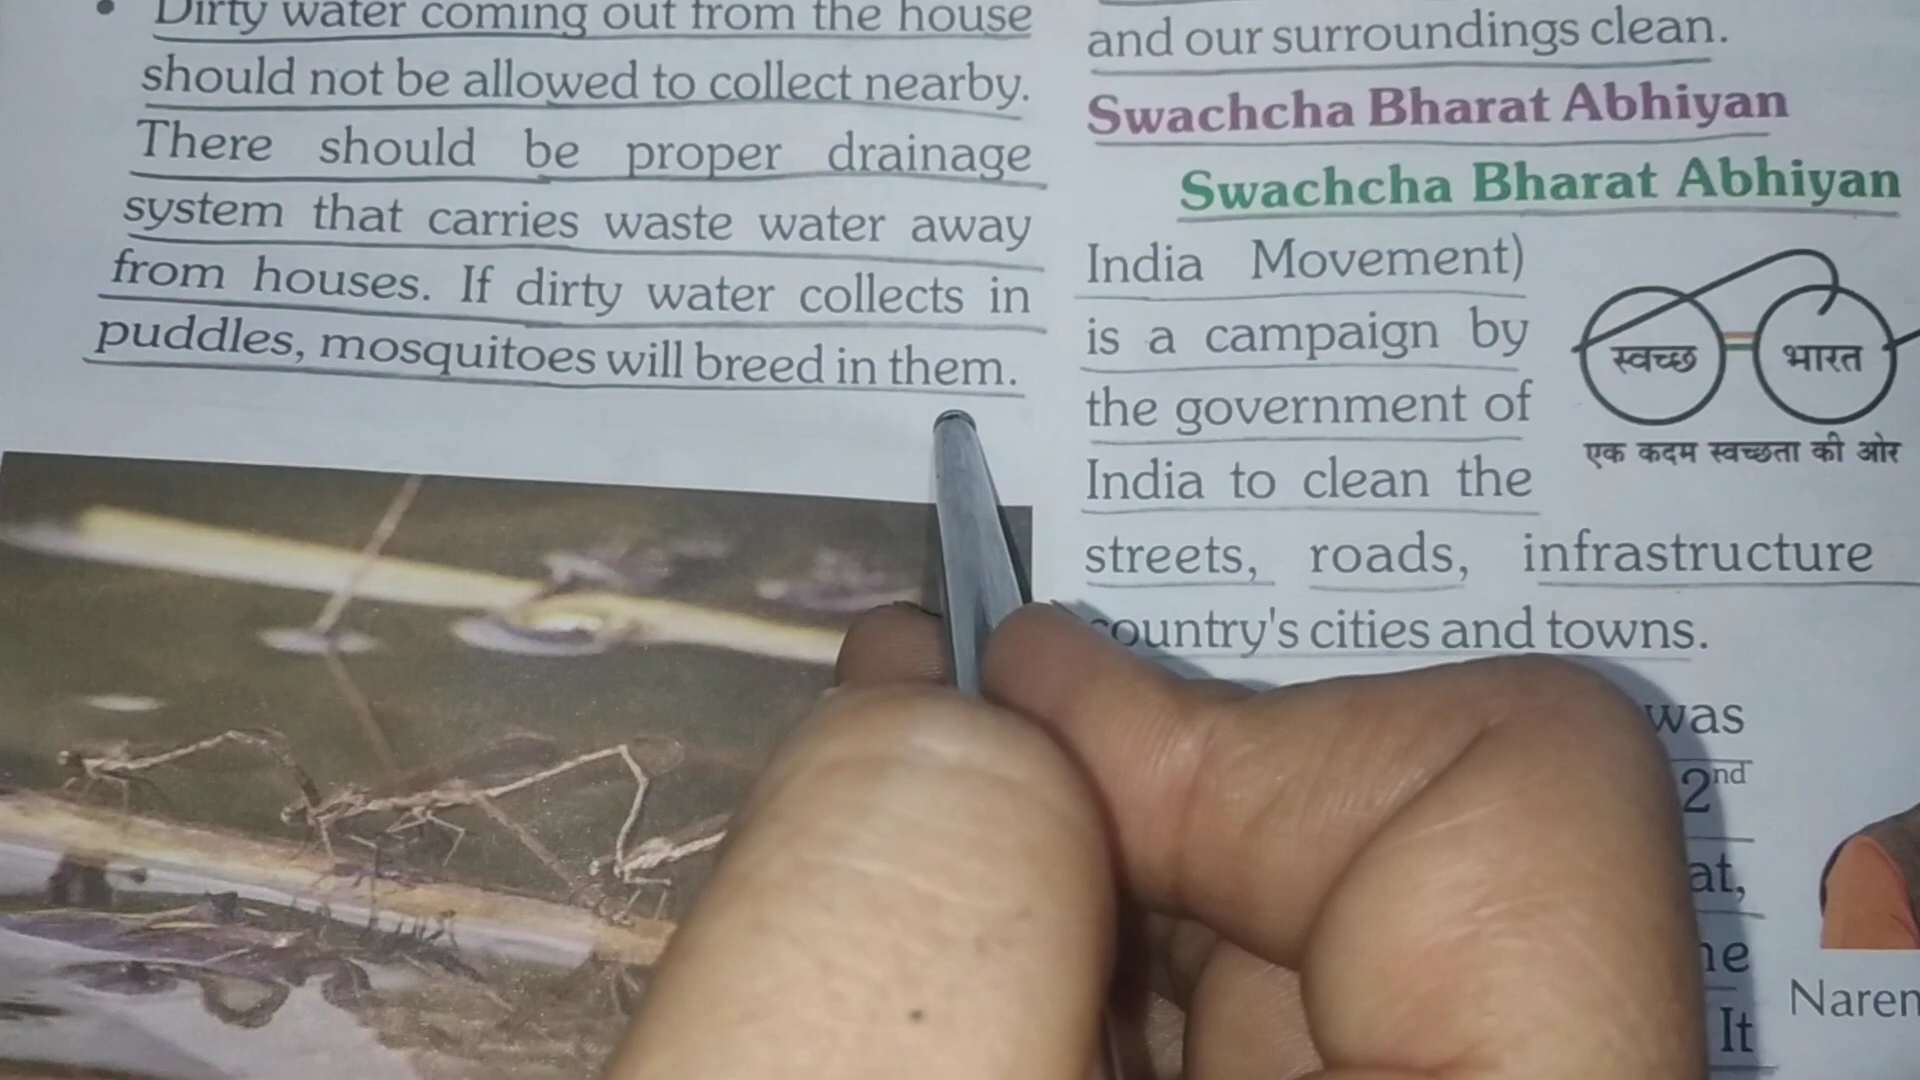 • Dirty water coming out from the house
should not be allowed to collect nearby.
There should be proper drainage
system that carries waste water away
from houses. If dirty water collects in
puddles, mosquitoes will breed in them.
and our surroundings clean.
Swachcha Bharat Abhiyan
Swachcha Bharat Abhiyan
India Movement)
is a campaign by
the government of
India to clean the
streets, roads, infrastructure
country's cities and towns.
was
2nd
It
स्वच्छ भारत
एक कदम स्वच्छता की ओर